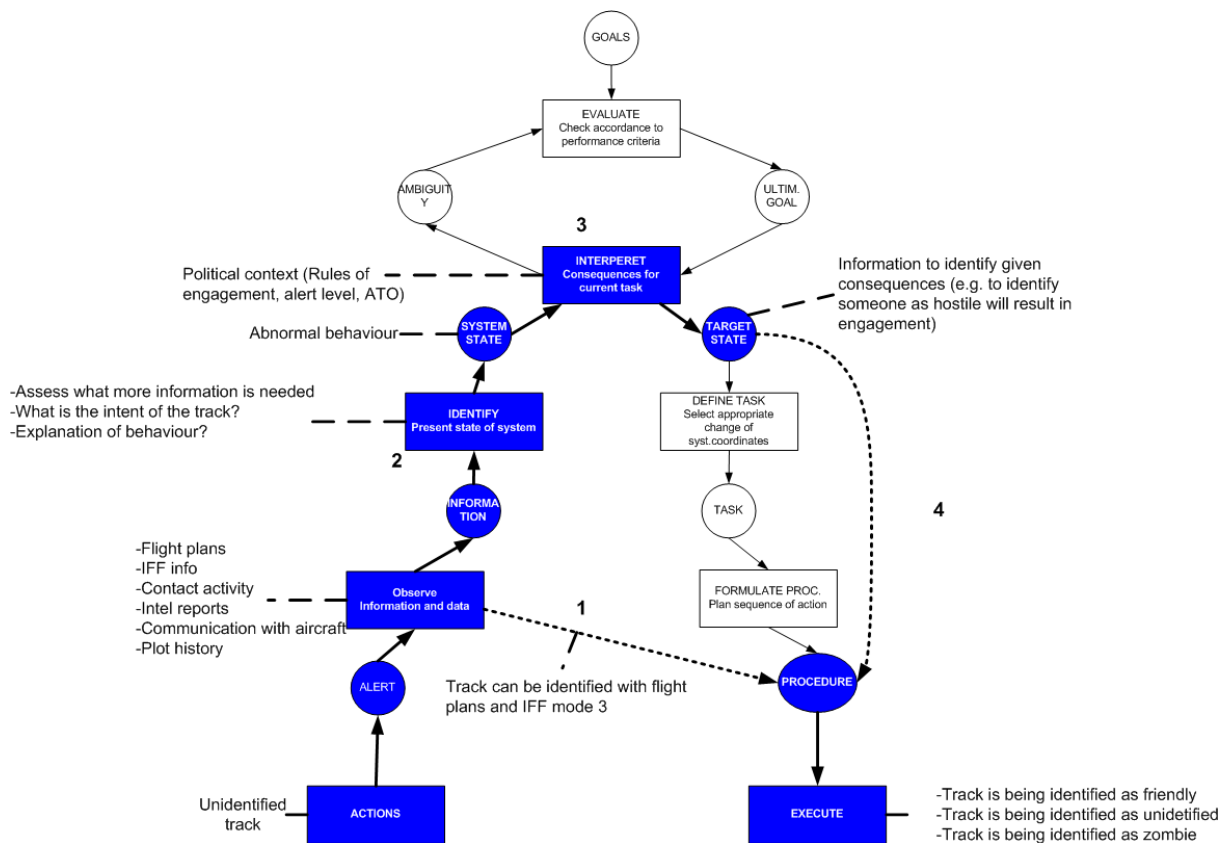 GOALS
EVALUATE
Check accordance to
performance criteria
AMBIGUIT
Y
ULTIM.
GOAL
3
INTERPERET
Consequences for
current task
Political context (Rules of
engagement, alert level, ATO)
Information to identify given
consequences (e.g. to identify
someone as hostile will result in
engagement)
Abnormal behaviour
SYSTEM
STATE
TARGET
STATE
-Assess what more information is needed
-What is the intent of the track?
-Explanation of behaviour?
IDENTIFY
Present state of system
2
DEFINE TASK
Select appropriate
change of
syst.coordinates
INFORMA
TION
TASK
4
-Flight plans
-IFF info
-Contact activity
-Intel reports
-Communication with aircraft
-Plot history
Observe
Information and data
1
FORMULATE PROC.
Plan sequence of action
ALERT
Track can be identified with flight
plans and IFF mode 3
PROCEDURE
Unidentified
track
ACTIONS
EXECUTE
-Track is being identified as friendly
-Track is being identified as unidetified
-Track is being identified as zombie